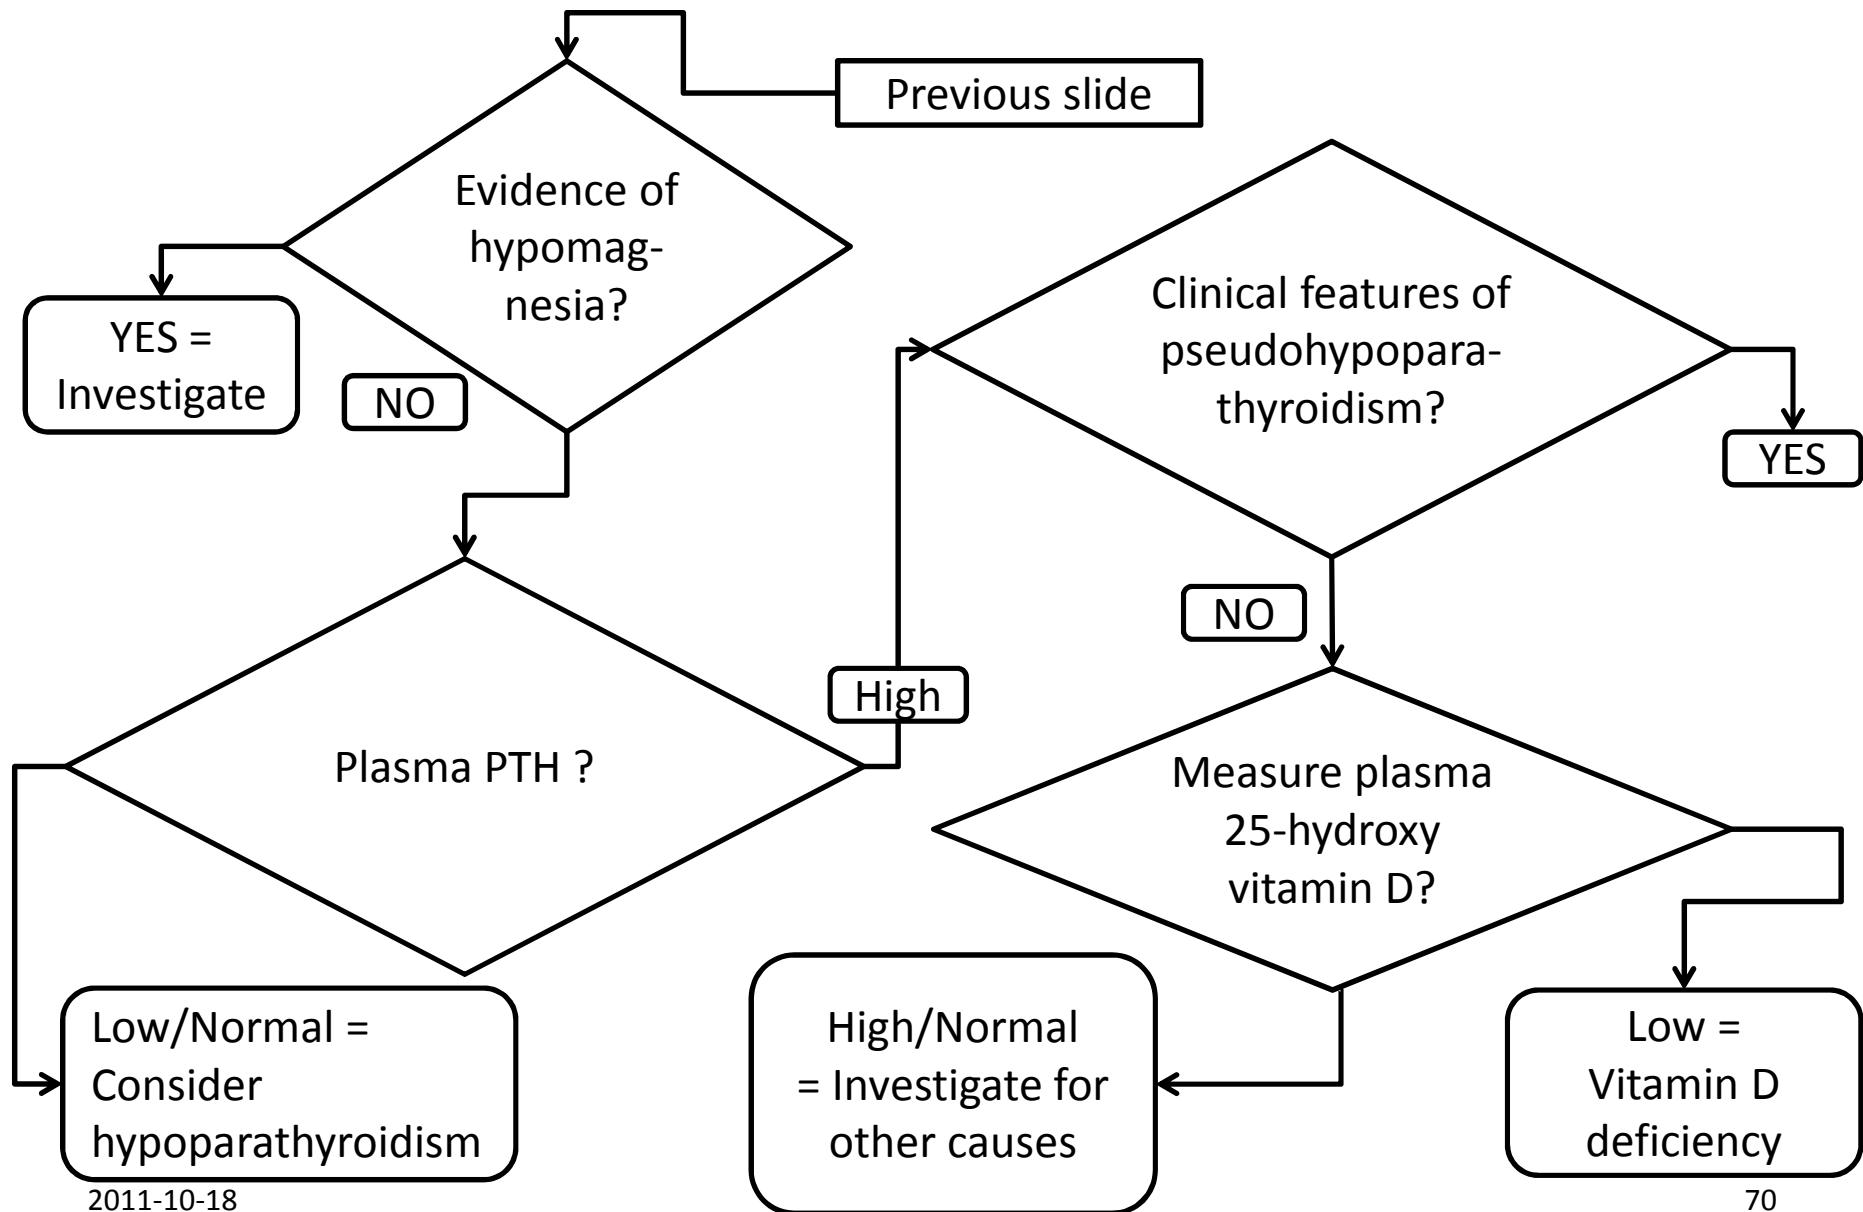 Previous slide
Evidence of
hypomag-
nesia?
YES =
Investigate
NO
Clinical features of
pseudohypopara-
thyroidism?
YES
NO
High
Plasma PTH ?
Measure plasma
25-hydroxy
vitamin D?
Low/Normal =
Consider
hypoparathyroidism
High/Normal
= Investigate for
other causes
Low =
Vitamin D
deficiency
2011-10-18
70